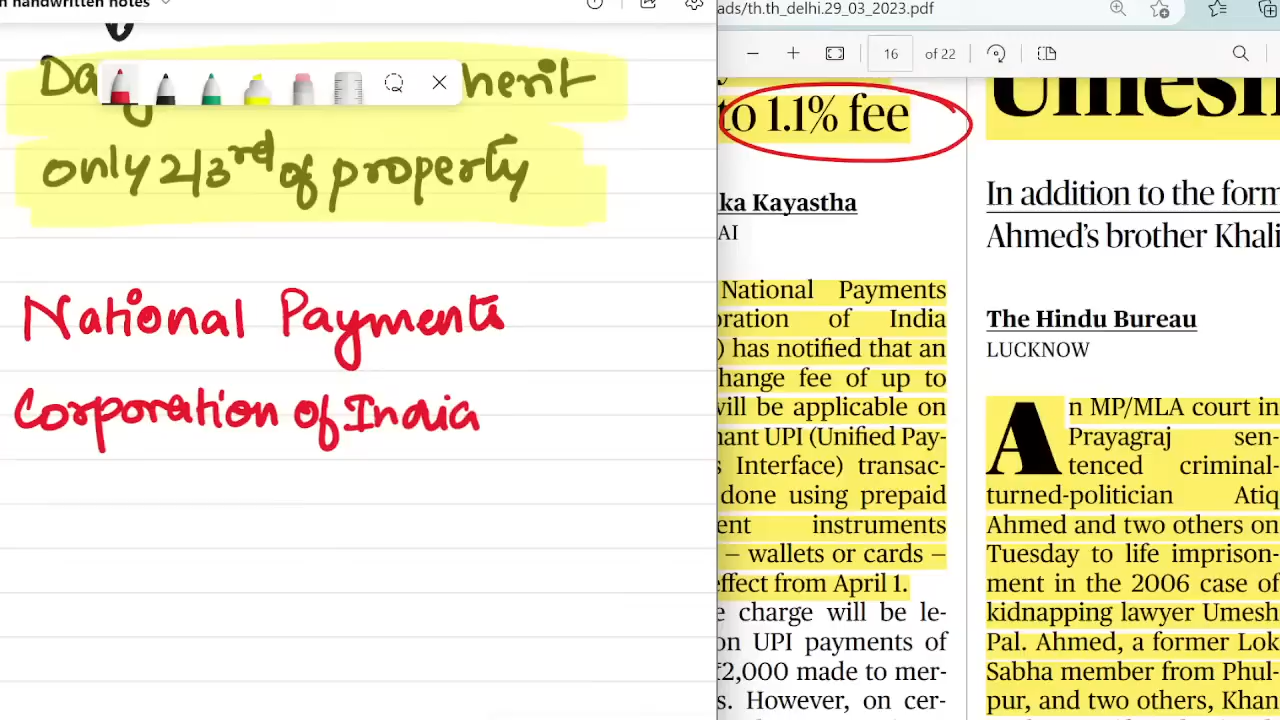 handwritten notes
ads/th.th_delhi.29_03_2023.pdf
16 of 22
Da herit
only 2/3rd of property
National Payments
Corporation of India
to 1.1% fee
ka Kayastha
AI
National Payments
oration of India
) has notified that an
hange fee of up to
will be applicable on
hant UPI (Unified Pay-
s Interface) transac-
done using prepaid
ent instruments
– wallets or cards –
effect from April 1.
e charge will be le-
on UPI payments of
₹2,000 made to mer-
s. However, on cer-
Umesh
In addition to the form
Ahmed’s brother Khali
The Hindu Bureau
LUCKNOW
An MP/MLA court in
Prayagraj sen-
tenced criminal-
turned-politician Atiq
Ahmed and two others on
Tuesday to life imprison-
ment in the 2006 case of
kidnapping lawyer Umesh
Pal. Ahmed, a former Lok
Sabha member from Phul-
pur, and two others, Khan